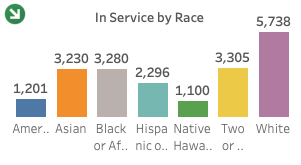 In Service by Race
5,738
3,230 3,280 3,305
2,296
1,201 1,100
Amer.. Asian Black Hispa Native Two White
or Af.. nic o.. Hawa.. or ..